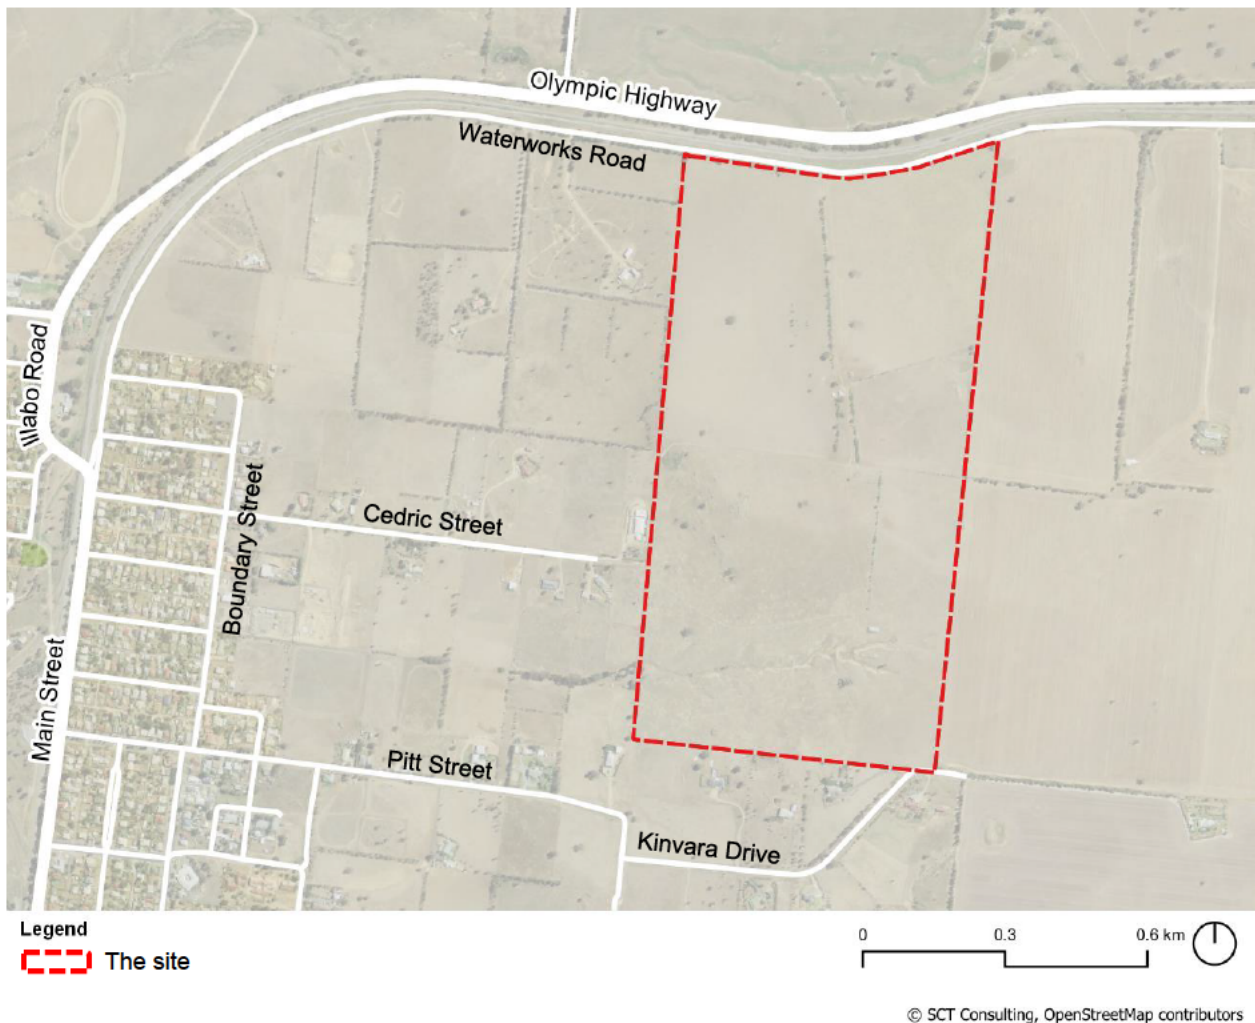 Olympic Highway
Waterworks Road
Illabo Road
Cedric Street
Boundary Street
Main Street
Pitt Street
Kinvara Drive
Legend
The site
0 0.3 0.6 km
© SCT Consulting, OpenStreetMap contributors